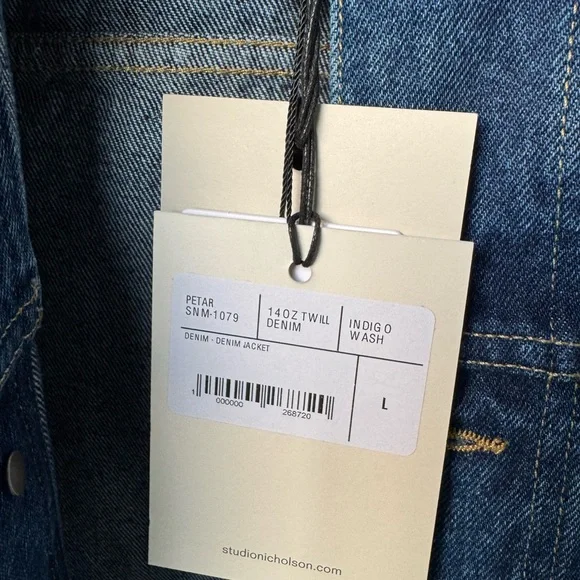 PETAR
SNM-1079
14OZ TWILL
DENIM
INDIGO
WASH
DENIM - DENIM JACKET
L
1 000000 268720
studionicholson.com